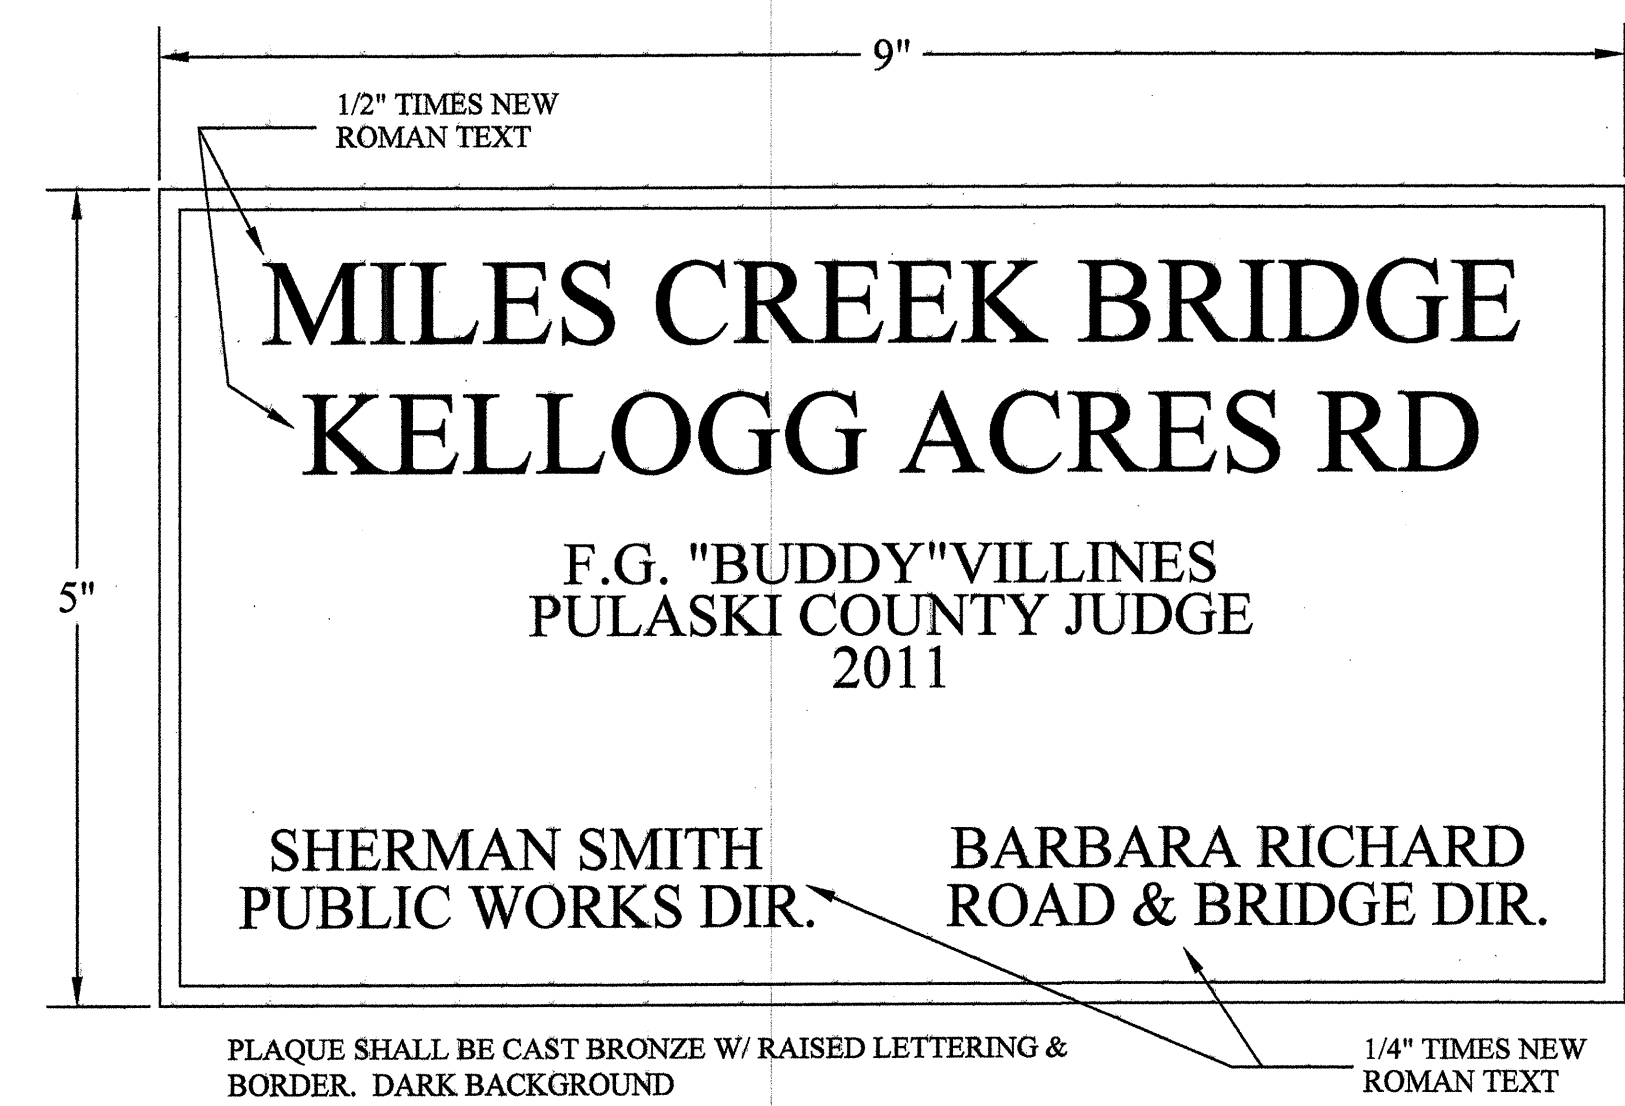 9"
1/2" TIMES NEW
ROMAN TEXT
MILES CREEK BRIDGE
KELLOGG ACRES RD
F.G. "BUDDY"VILLINES
PULASKI COUNTY JUDGE
2011
5"
SHERMAN SMITH
PUBLIC WORKS DIR.
BARBARA RICHARD
ROAD & BRIDGE DIR.
PLAQUE SHALL BE CAST BRONZE W/ RAISED LETTERING &
BORDER. DARK BACKGROUND
1/4" TIMES NEW
ROMAN TEXT